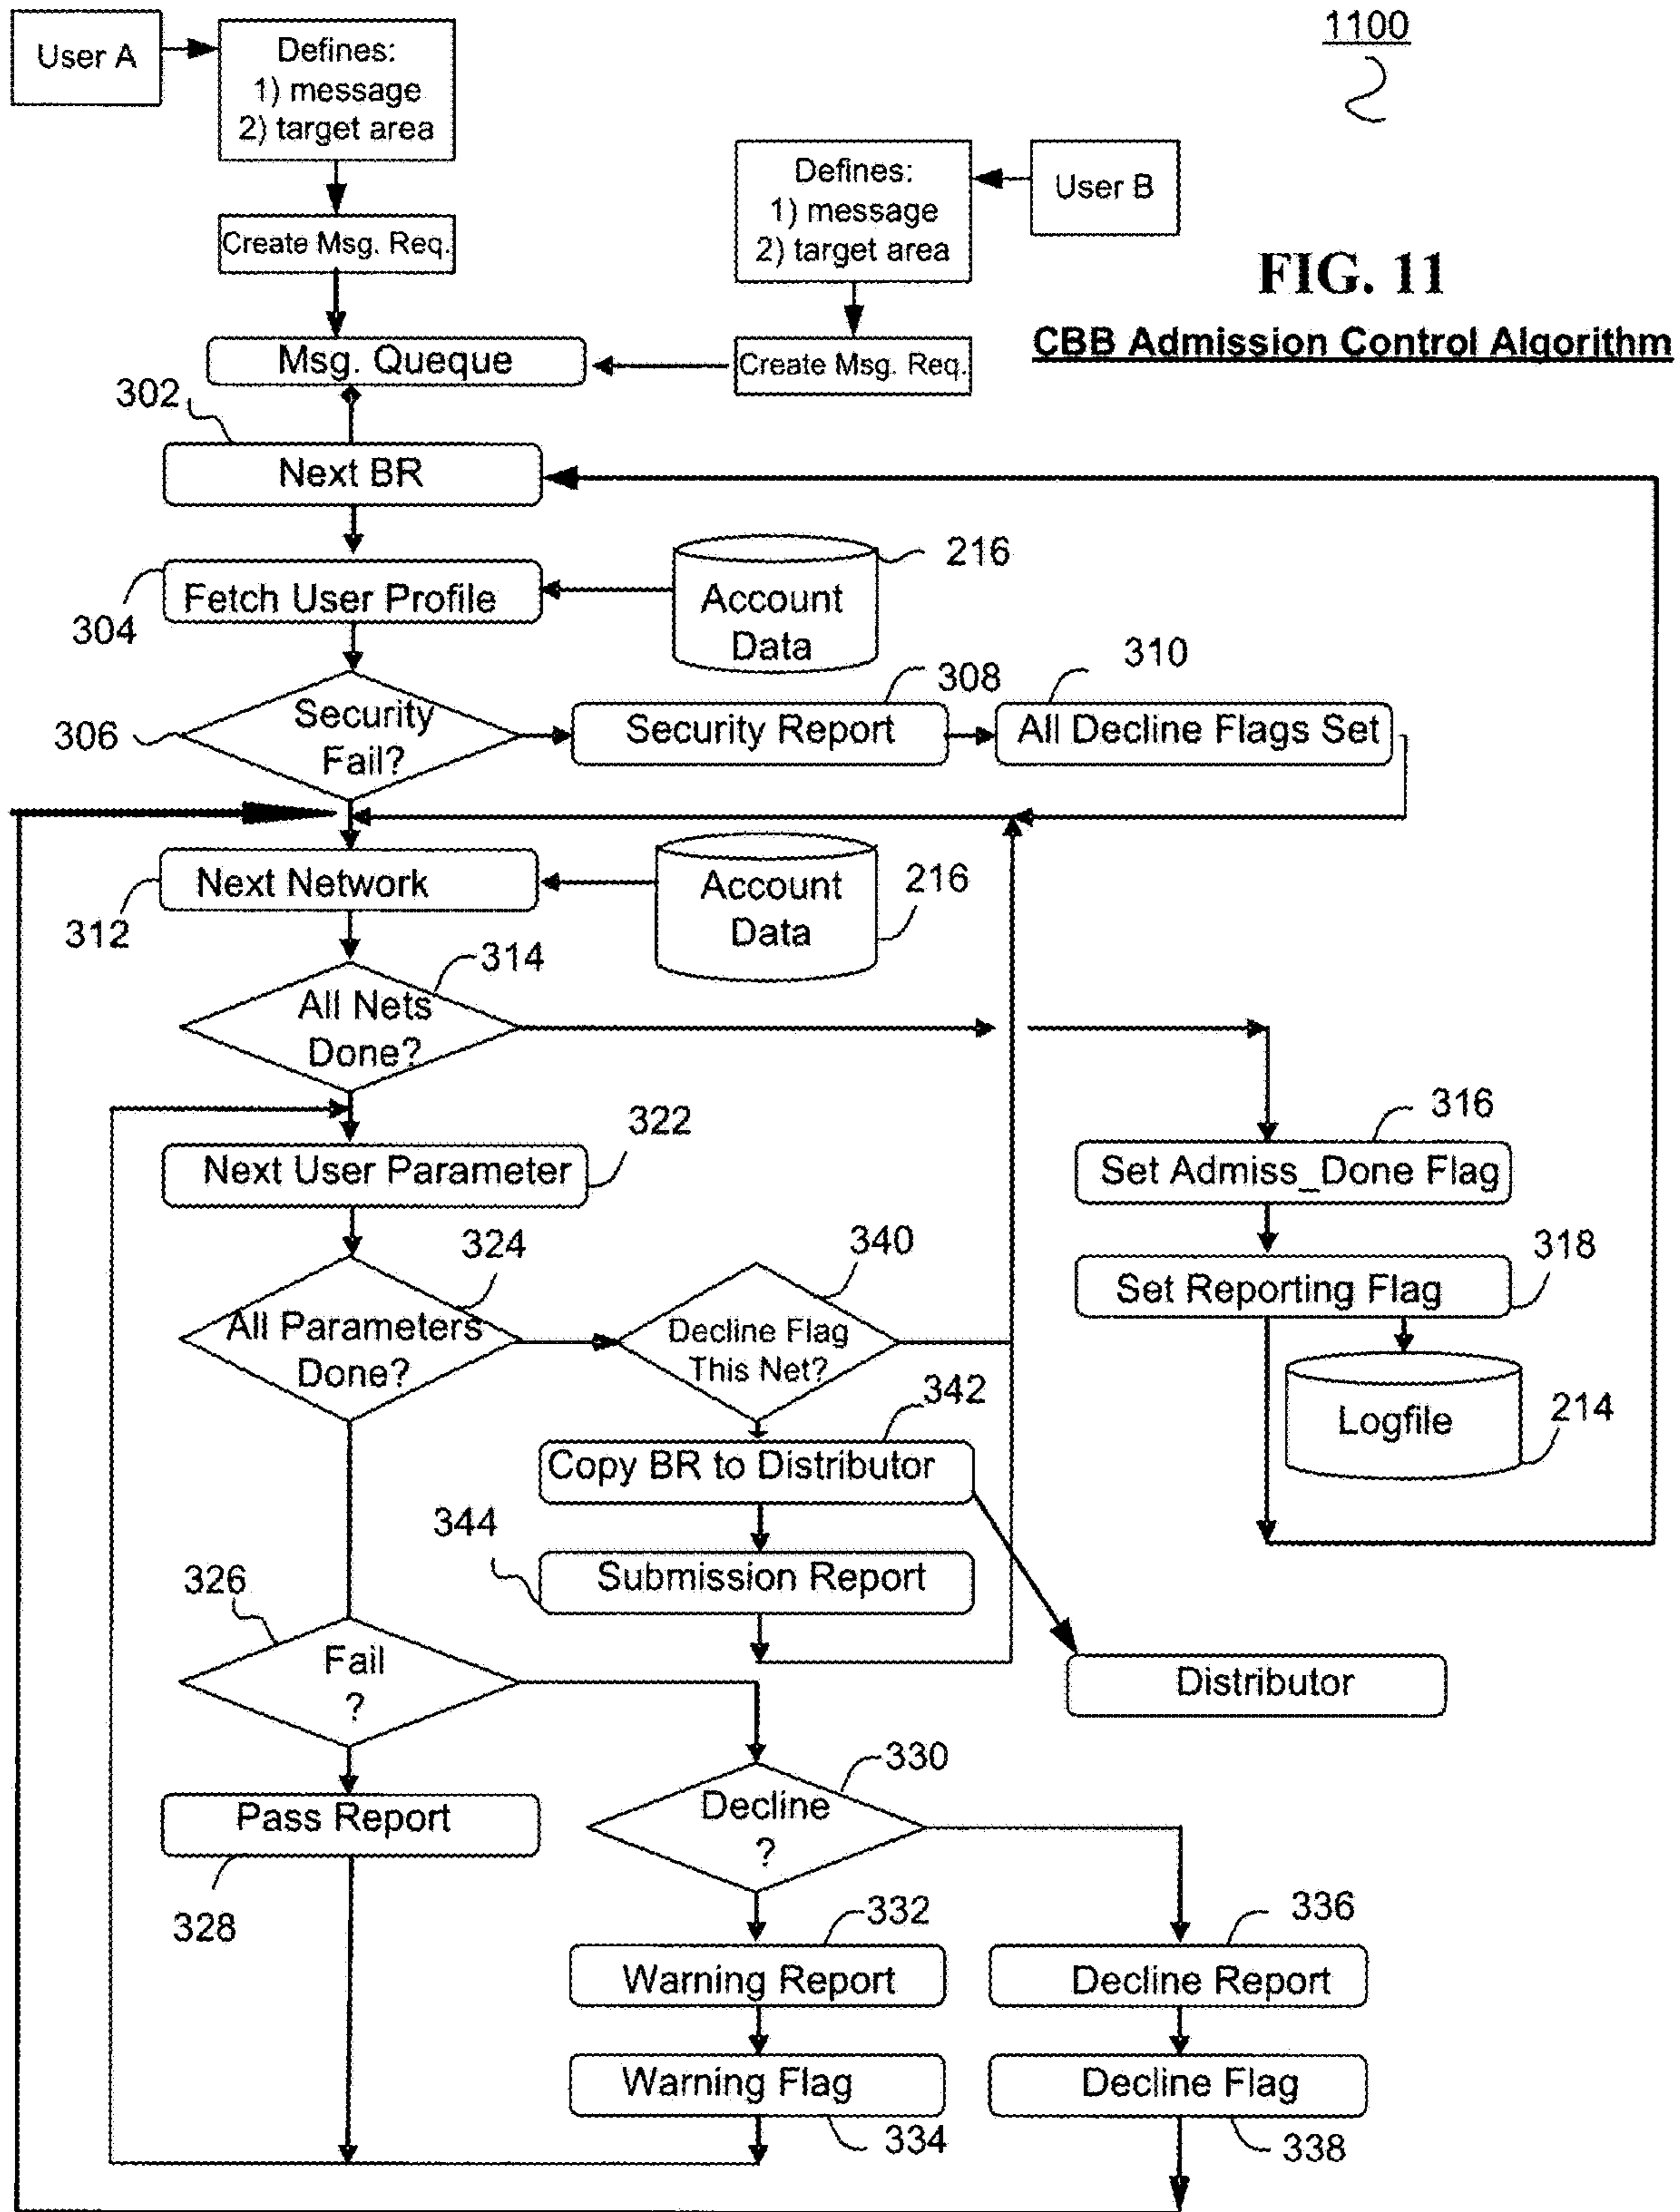 1100
User A
Defines:
1) message
2) target area
Create Msg. Req.
Defines:
1) message
2) target area
User B
Create Msg. Req.
FIG. 11
CBB Admission Control Algorithm
Msg. Queque
302
Next BR
304
Fetch User Profile
216
Account
Data
306
Security
Fail?
308
Security Report
310
All Decline Flags Set
312
Next Network
Account
Data
216
314
All Nets
Done?
322
Next User Parameter
316
Set Admiss_Done Flag
318
Set Reporting Flag
Logfile
214
324
All Parameters
Done?
340
Decline Flag
This Net?
342
Copy BR to Distributor
344
Submission Report
Distributor
326
Fail
?
328
Pass Report
330
Decline
?
332
Warning Report
336
Decline Report
Warning Flag
334
Decline Flag
338